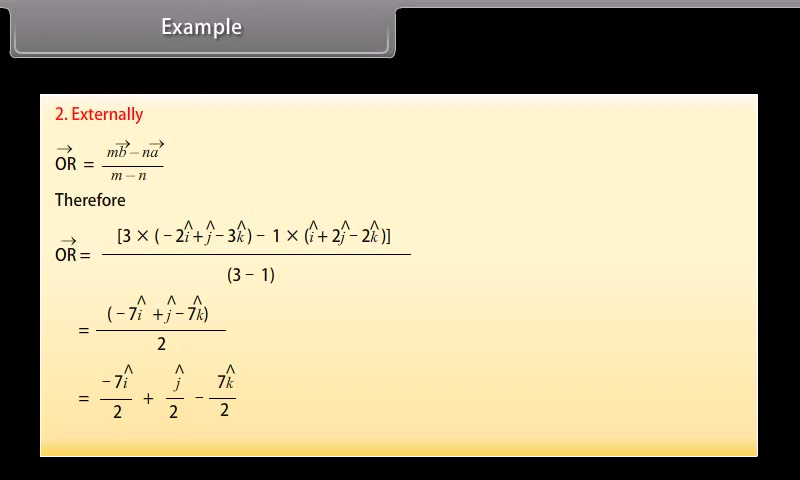 Example
2. Externally
→OR = (m→b – n→a) / (m – n)
Therefore
→OR = [3 × ( – 2î + ĵ – 3k̂ ) – 1 × (î + 2ĵ – 2k̂ )] / (3 – 1)
= ( – 7î + ĵ – 7k̂) / 2
= – 7î / 2 + ĵ / 2 – 7k̂ / 2